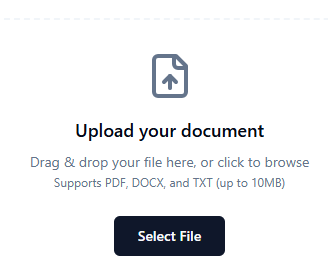 Upload your document
Drag & drop your file here, or click to browse
Supports PDF, DOCX, and TXT (up to 10MB)
Select File